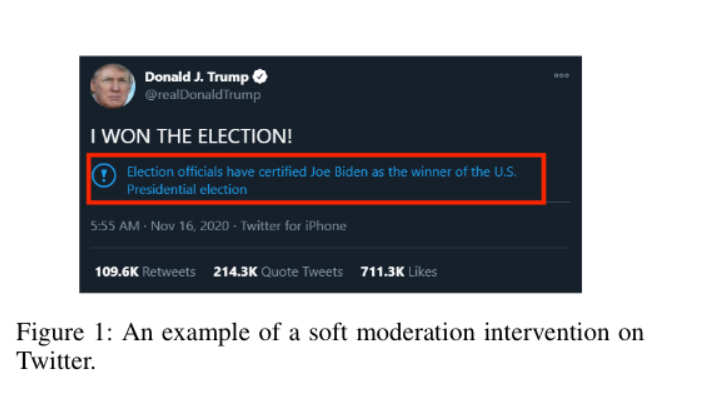 Donald J. Trump
@realDonaldTrump
I WON THE ELECTION!
Election officials have certified Joe Biden as the winner of the U.S.
Presidential election
5:55 AM · Nov 16, 2020 · Twitter for iPhone
109.6K Retweets 214.3K Quote Tweets 711.3K Likes
Figure 1: An example of a soft moderation intervention on
Twitter.